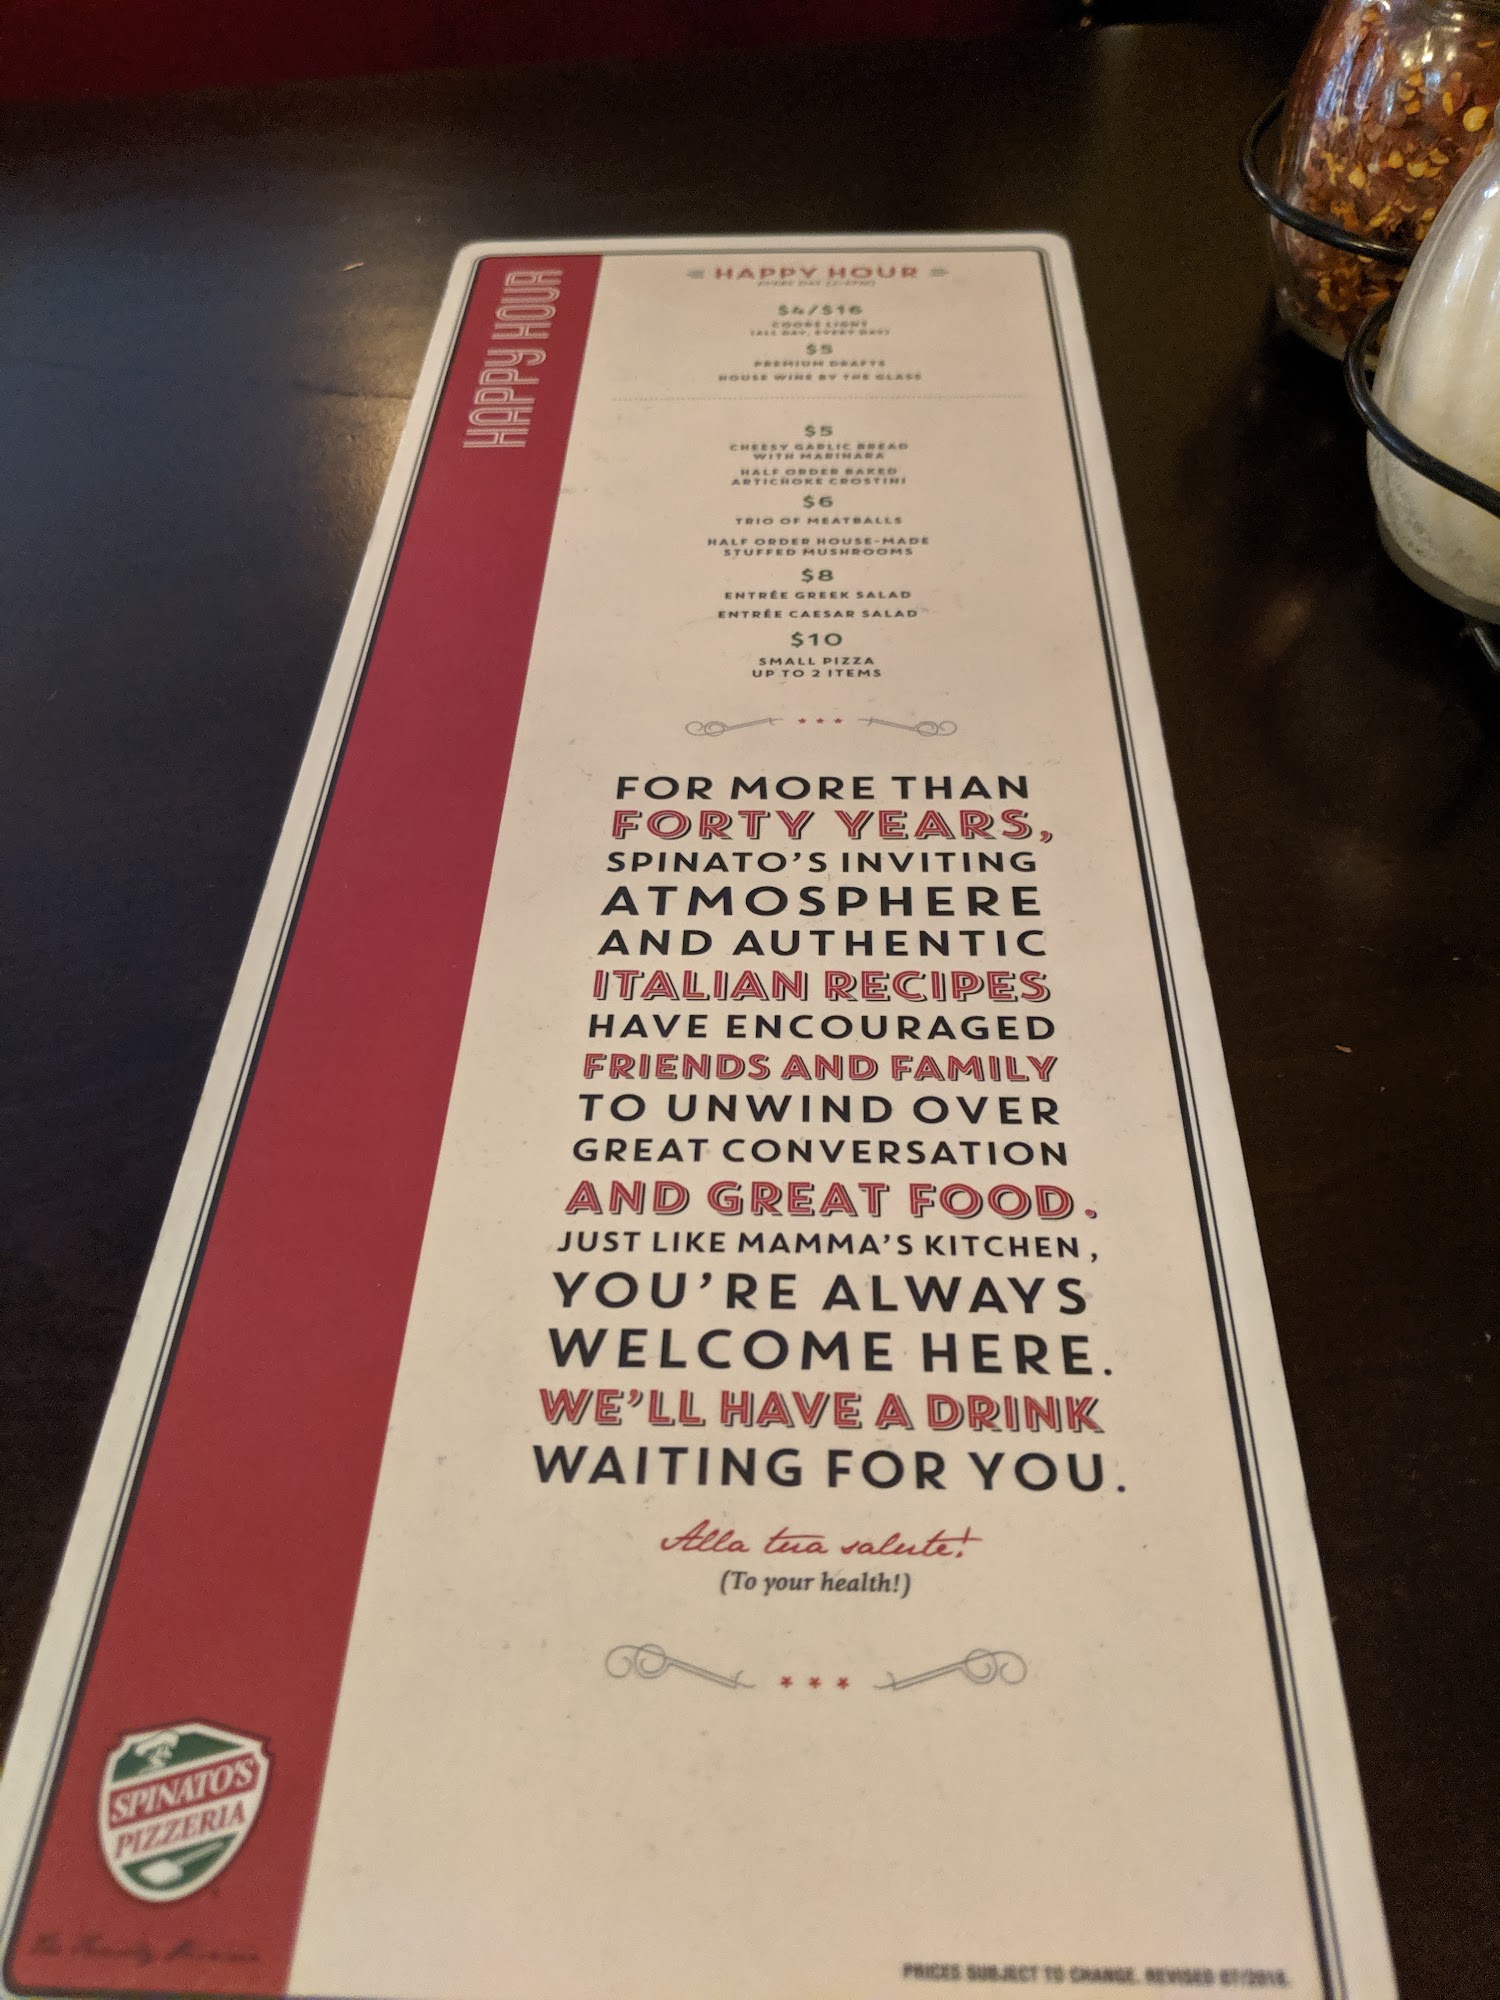 HAPPY HOUR
HAPPY HOUR
$4/$16
COORS LIGHT
(ALL DAY, EVERY DAY)
$5
PREMIUM DRAFTS
HOUSE WINE BY THE GLASS
$5
CHEESY GARLIC BREAD
WITH MARINARA
HALF ORDER BAKED
ARTICHOKE CROSTINI
$6
TRIO OF MEATBALLS
HALF ORDER HOUSE-MADE
STUFFED MUSHROOMS
$8
ENTRÉE GREEK SALAD
ENTRÉE CAESAR SALAD
$10
SMALL PIZZA
UP TO 2 ITEMS
FOR MORE THAN
FORTY YEARS,
SPINATO'S INVITING
ATMOSPHERE
AND AUTHENTIC
ITALIAN RECIPES
HAVE ENCOURAGED
FRIENDS AND FAMILY
TO UNWIND OVER
GREAT CONVERSATION
AND GREAT FOOD.
JUST LIKE MAMMA'S KITCHEN,
YOU'RE ALWAYS
WELCOME HERE.
WE'LL HAVE A DRINK
WAITING FOR YOU.
Alla tua salute!
(To your health!)
SPINATO'S
PIZZERIA
PRICES SUBJECT TO CHANGE. REVISED